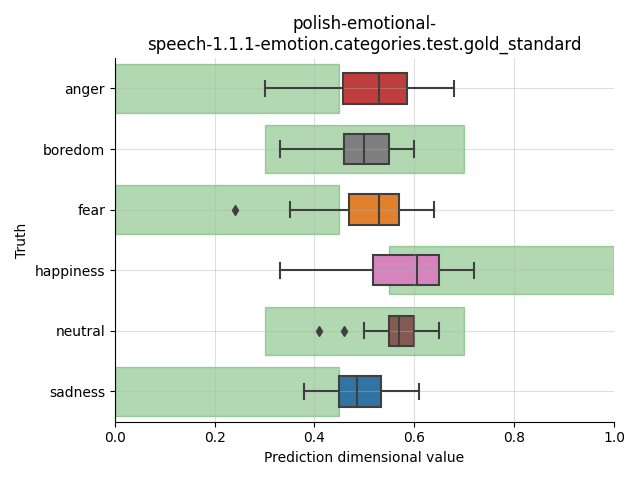 polish-emotional-
speech-1.1.1-emotion.categories.test.gold_standard
anger
boredom
fear
happiness
neutral
sadness
Truth
0.0 0.2 0.4 0.6 0.8 1.0
Prediction dimensional value